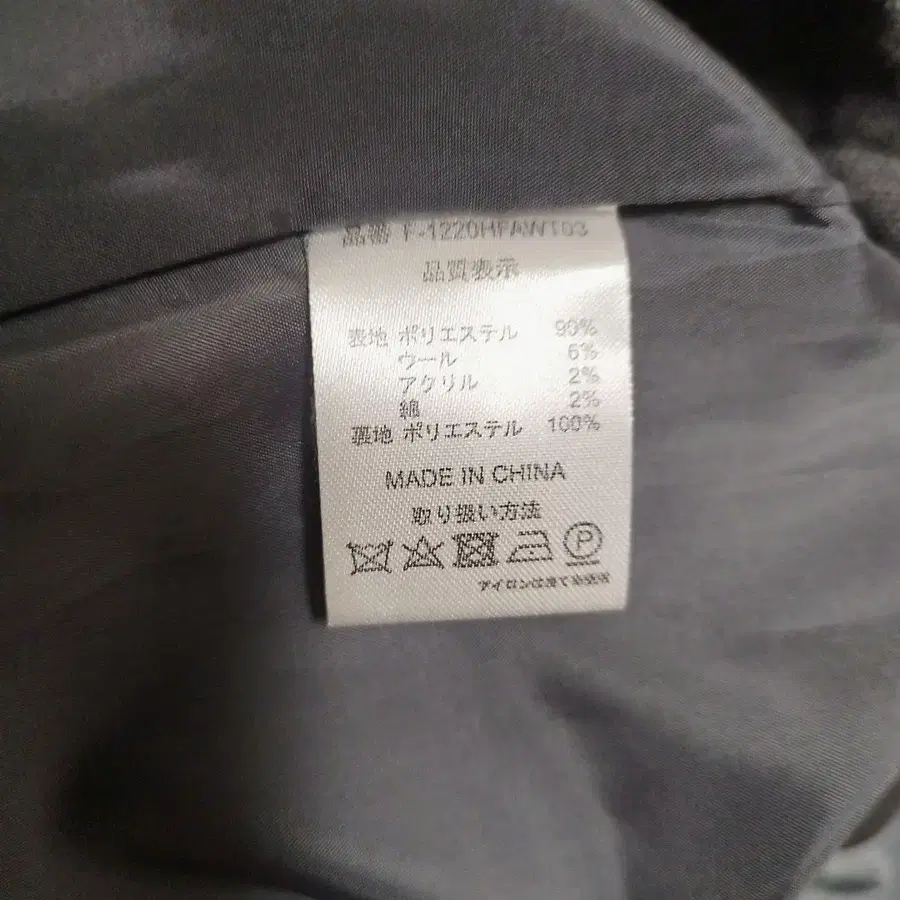 品番 F-1220HFAWT03
品質表示
表地 ポリエステル 90%
ウール 6%
アクリル 2%
綿 2%
裏地 ポリエステル 100%
MADE IN CHINA
取り扱い方法
P
アイロンはあて布使用